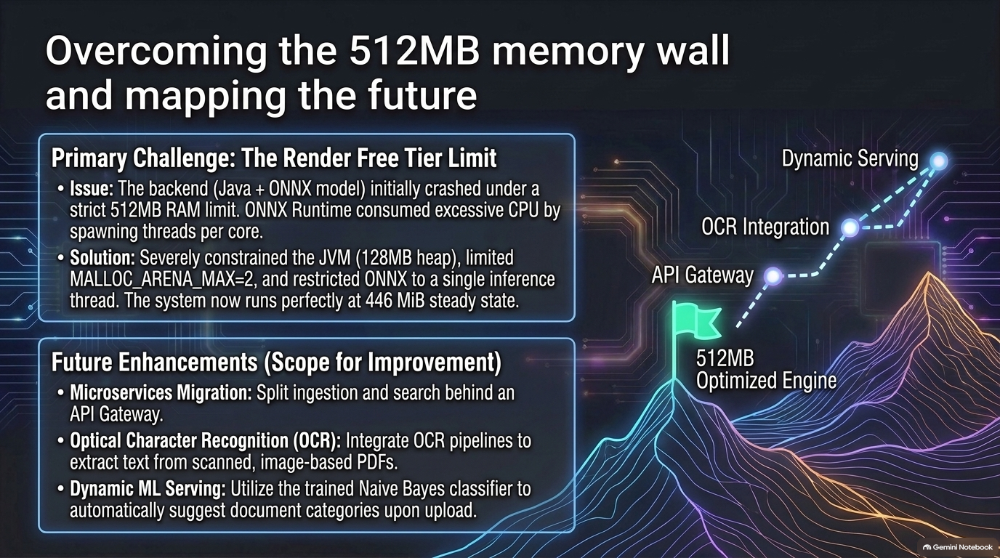 Overcoming the 512MB memory wall
and mapping the future
Primary Challenge: The Render Free Tier Limit
• Issue: The backend (Java + ONNX model) initially crashed under a
strict 512MB RAM limit. ONNX Runtime consumed excessive CPU by
spawning threads per core.
• Solution: Severely constrained the JVM (128MB heap), limited
MALLOC_ARENA_MAX=2, and restricted ONNX to a single inference
thread. The system now runs perfectly at 446 MiB steady state.
Future Enhancements (Scope for Improvement)
• Microservices Migration: Split ingestion and search behind an
API Gateway.
• Optical Character Recognition (OCR): Integrate OCR pipelines to
extract text from scanned, image-based PDFs.
• Dynamic ML Serving: Utilize the trained Naive Bayes classifier to
automatically suggest document categories upon upload.
Dynamic Serving
OCR Integration
API Gateway
512MB
Optimized Engine
Gemini Notebook